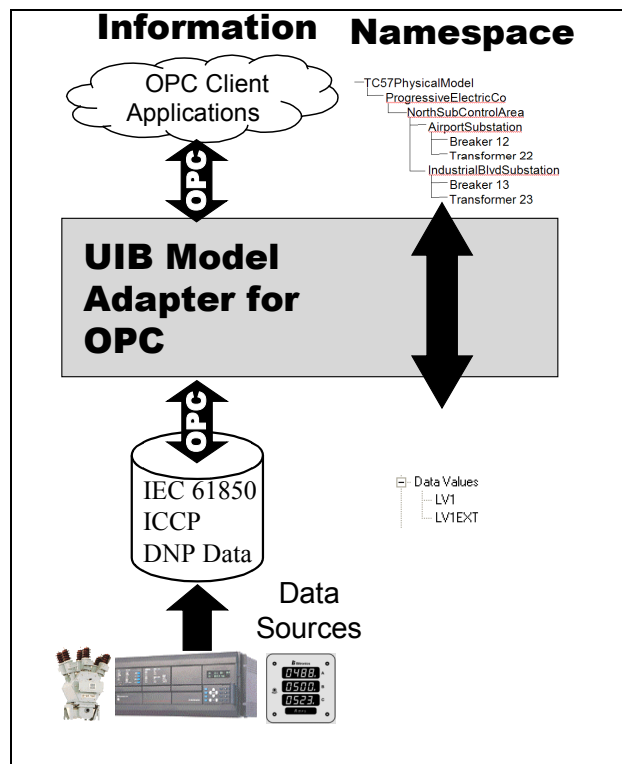 Information
Namespace
OPC Client
Applications
TC57PhysicalModel
ProgressiveElectricCo
NorthSubControlArea
AirportSubstation
Breaker 12
Transformer 22
IndustrialBlvdSubstation
Breaker 13
Transformer 23
OPC
UIB Model
Adapter for
OPC
OPC
IEC 61850
ICCP
DNP Data
Data Values
LV1
LV1EXT
Data
Sources
0488. A
0500. B
0523. C